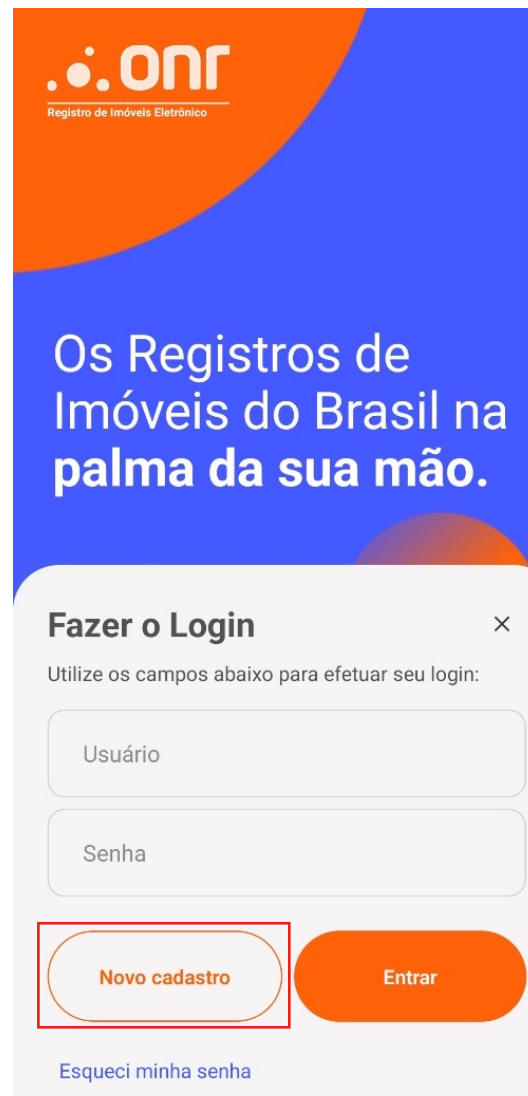 onr
Registro de Imóveis Eletrônico
Os Registros de
Imóveis do Brasil na
palma da sua mão.
Fazer o Login
Utilize os campos abaixo para efetuar seu login:
Usuário
Senha
Novo cadastro
Entrar
Esqueci minha senha